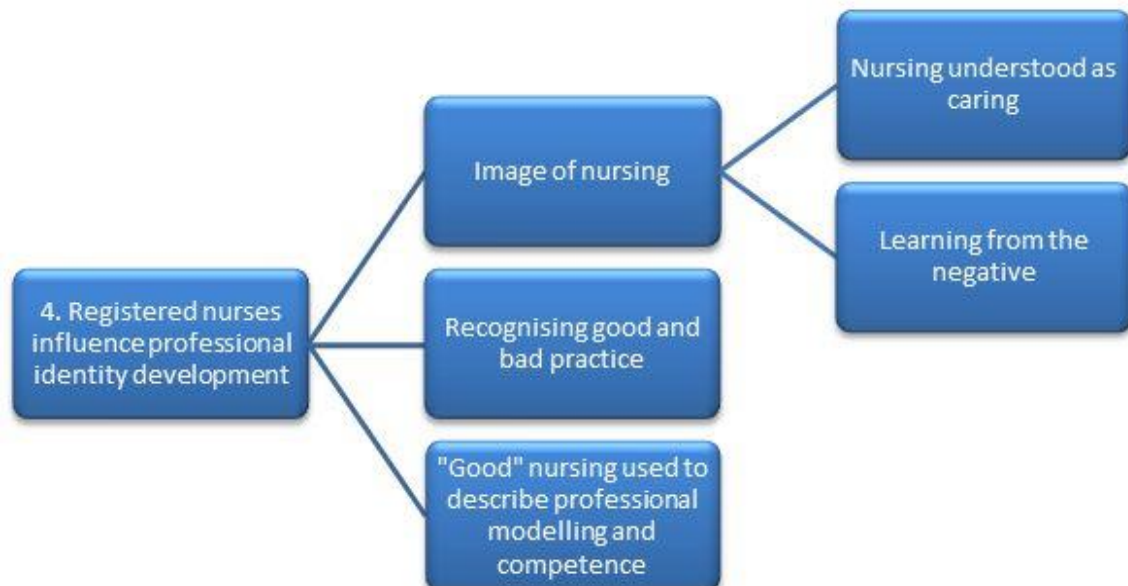 4. Registered nurses
influence professional
identity development
Image of nursing
Nursing understood as
caring
Learning from the
negative
Recognising good and
bad practice
"Good" nursing used to
describe professional
modelling and
competence